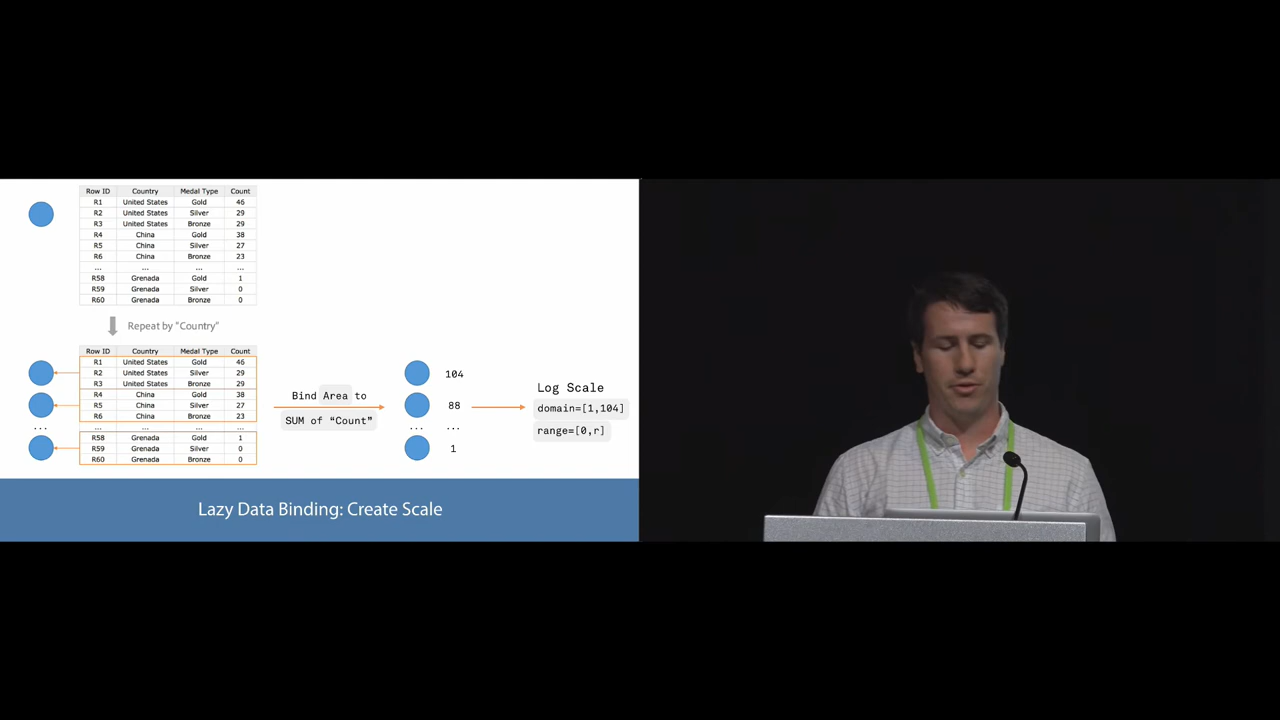 Row ID Country Medal Type Count
R1 United States Gold 46
R2 United States Silver 29
R3 United States Bronze 29
R4 China Gold 38
R5 China Silver 27
R6 China Bronze 23
... ... ... ...
R58 Grenada Gold 1
R59 Grenada Silver 0
R60 Grenada Bronze 0
Repeat by "Country"
Row ID Country Medal Type Count
R1 United States Gold 46
R2 United States Silver 29
R3 United States Bronze 29
R4 China Gold 38
R5 China Silver 27
R6 China Bronze 23
... ... ... ... ...
R58 Grenada Gold 1
R59 Grenada Silver 0
R60 Grenada Bronze 0
Bind Area to
SUM of “Count”
104
88
... ...
1
Log Scale
domain=[1,104]
range=[0,r]
Lazy Data Binding: Create Scale